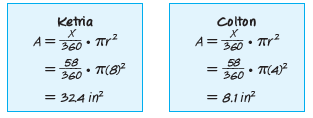 Ketria
A = x/360 • πr²
= 58/360 • π(8)²
= 32.4 in²
Colton
A = x/360 • πr²
= 58/360 • π(4)²
= 8.1 in²